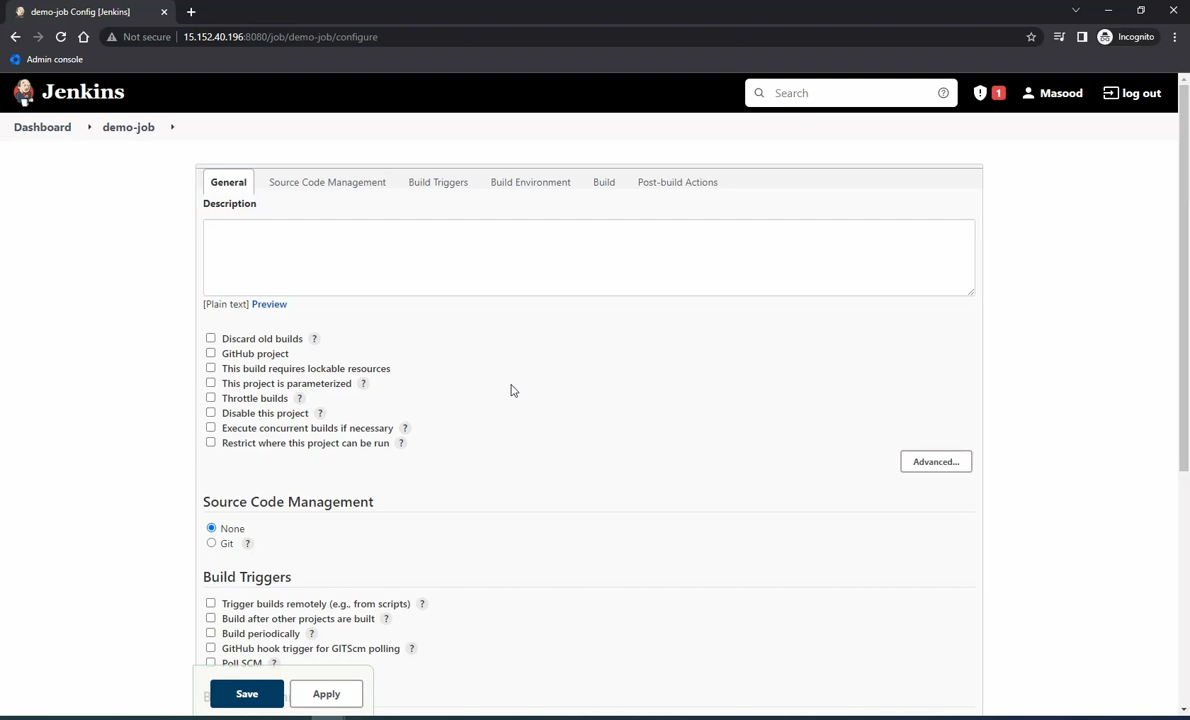 demo-job Config [Jenkins]
Not secure 15.152.40.196:8080/job/demo-job/configure
Incognito
Admin console
Jenkins
Search
1
Masood
log out
Dashboard
demo-job
General
Source Code Management
Build Triggers
Build Environment
Build
Post-build Actions
Description
[Plain text] Preview
Discard old builds ?
GitHub project
This build requires lockable resources
This project is parameterized ?
Throttle builds ?
Disable this project ?
Execute concurrent builds if necessary ?
Restrict where this project can be run ?
Advanced...
Source Code Management
None
Git ?
Build Triggers
Trigger builds remotely (e.g., from scripts) ?
Build after other projects are built ?
Build periodically ?
GitHub hook trigger for GITScm polling ?
Poll SCM ?
Save
Apply